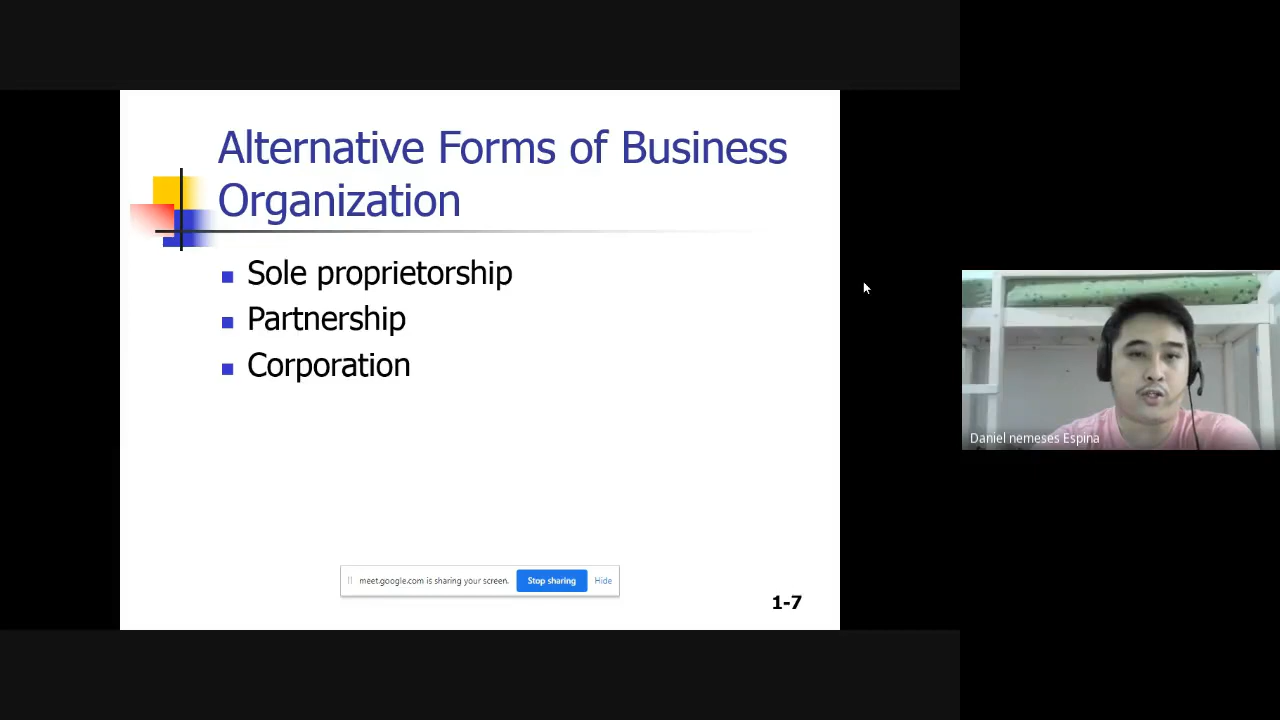 Alternative Forms of Business
Organization
Sole proprietorship
Partnership
Corporation
meet.google.com is sharing your screen. Stop sharing Hide
1-7
Daniel nemeses Espina